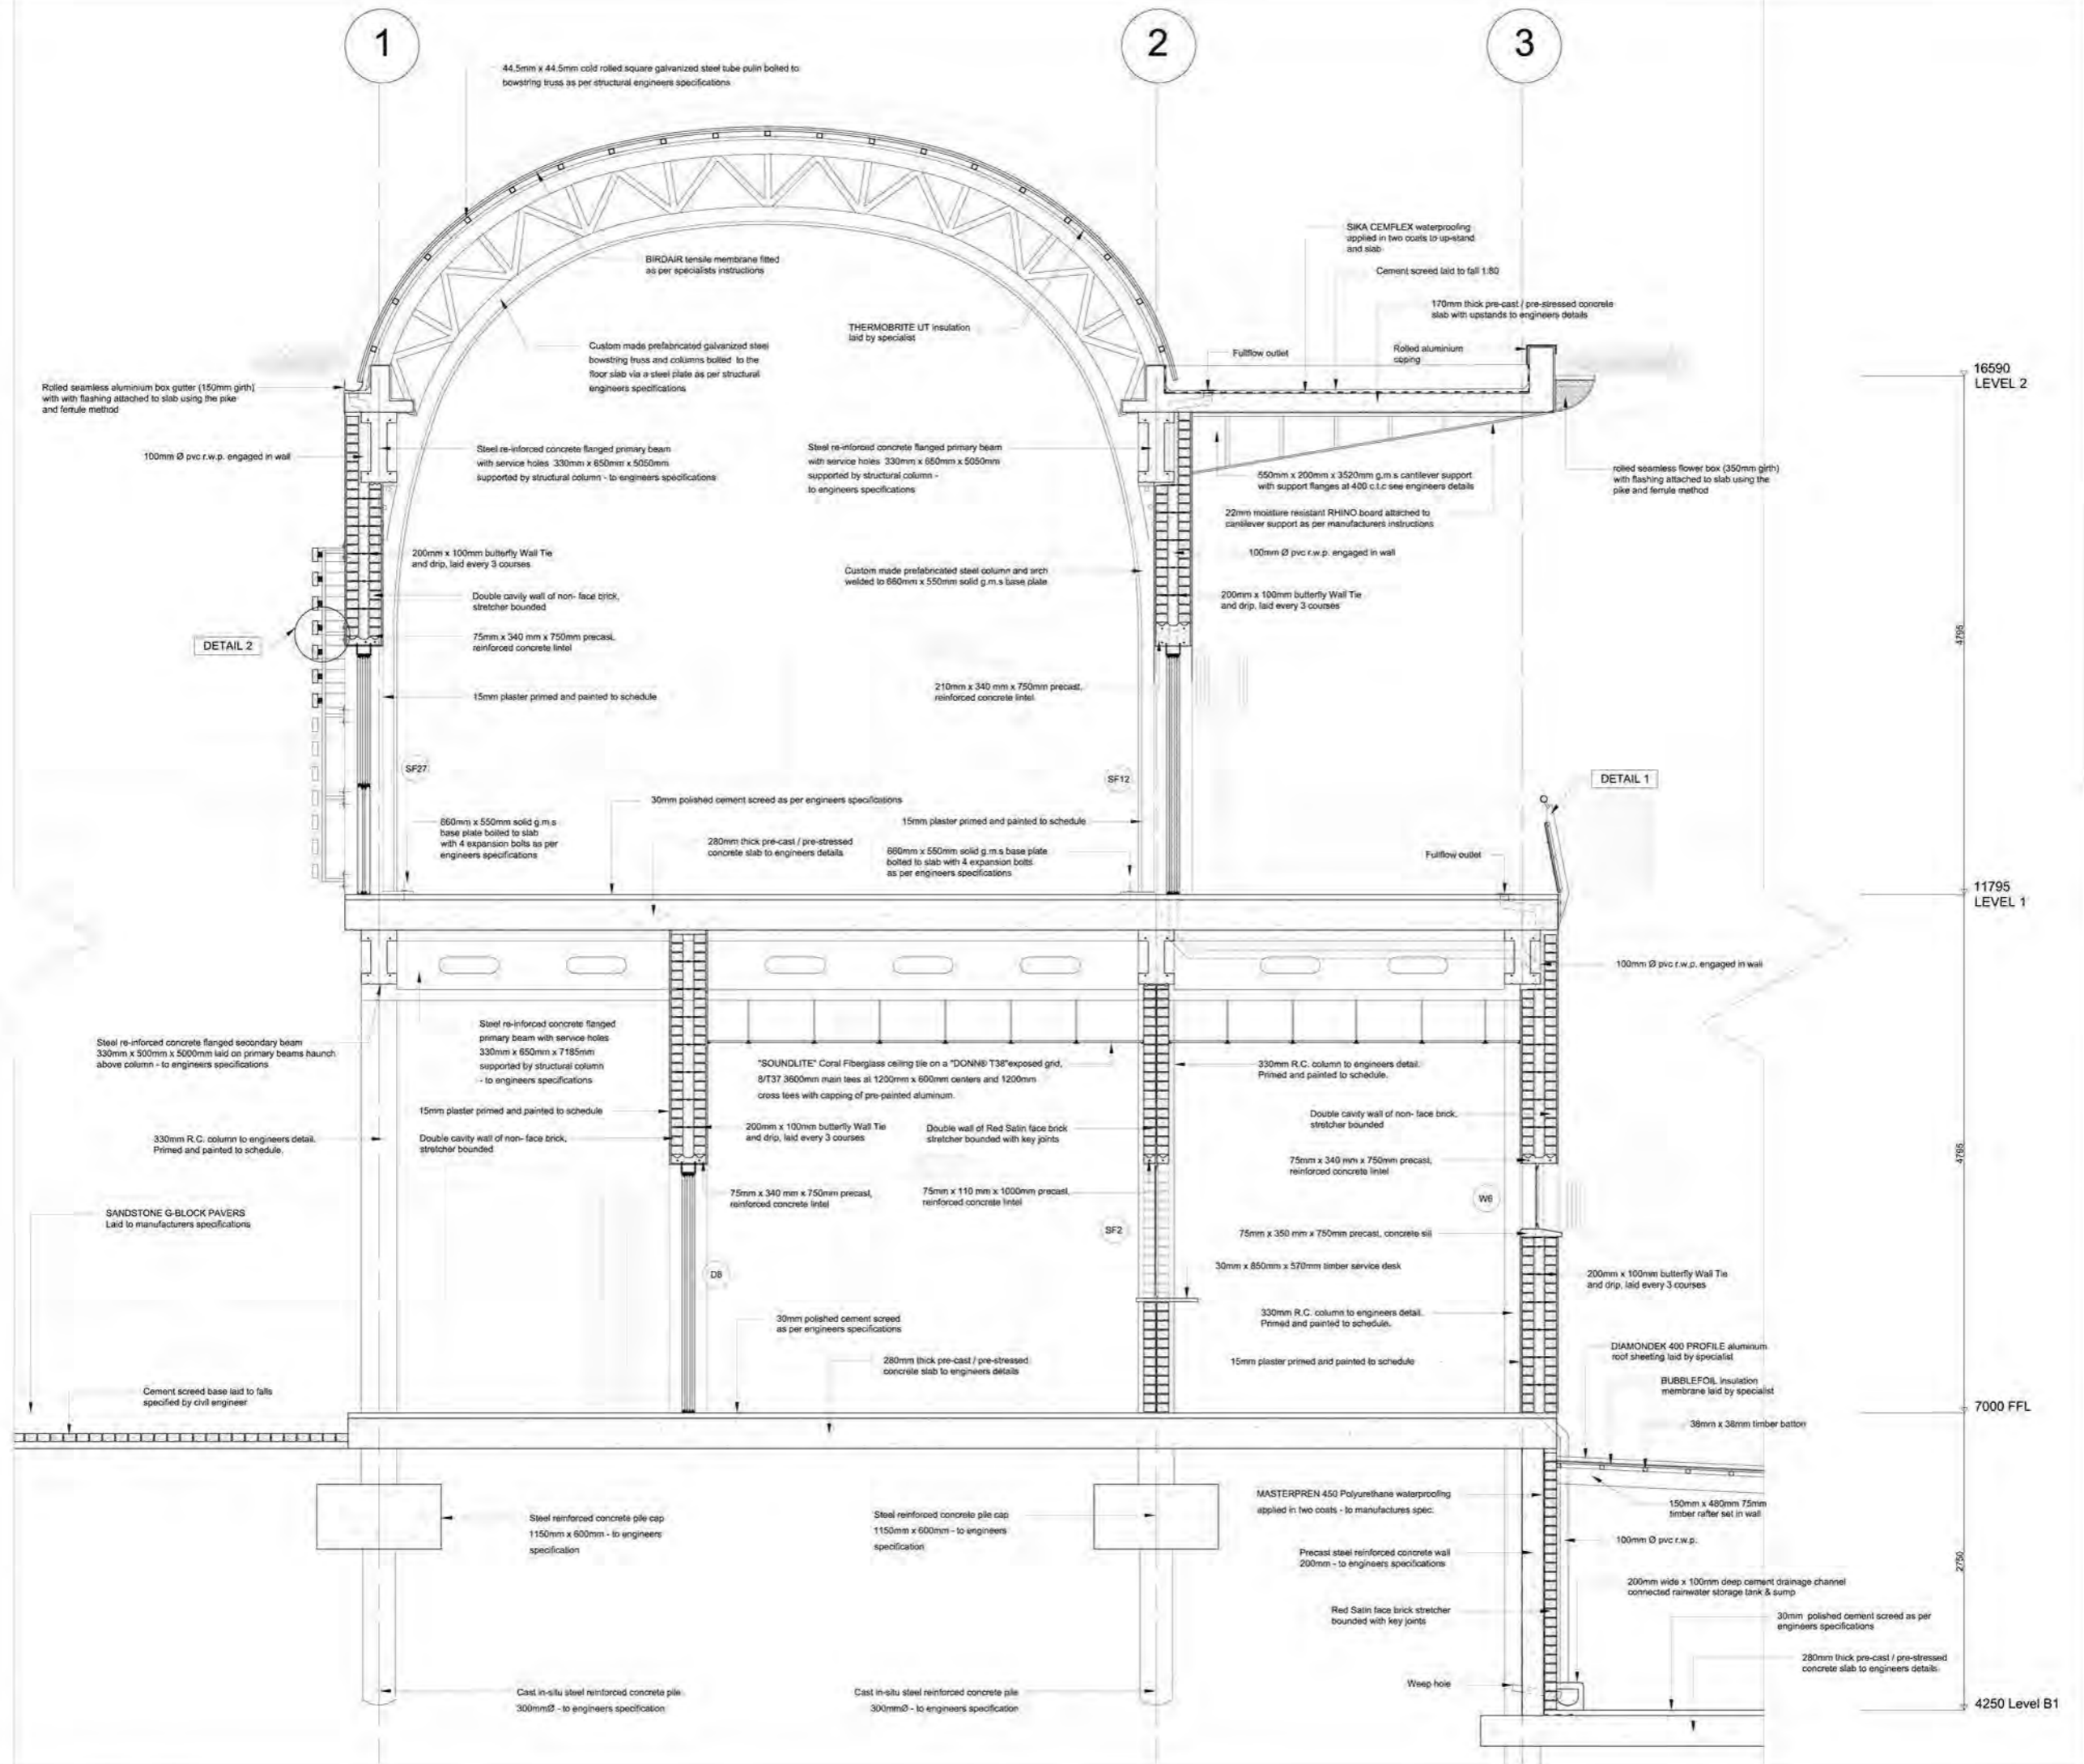 1
2
3
44.5mm x 44.5mm cold rolled square galvanized steel tube pulin bolted to
bowstring truss as per structural engineers specifications
BIRDAIR tensile membrane fitted
as per specialists instructions
SIKA CEMFLEX waterproofing
applied in two coats to up-stand
and slab
Cement screed laid to fall 1:80
170mm thick pre-cast / pre-stressed concrete
slab with upstands to engineers details
THERMOBRITE UT insulation
laid by specialist
Custom made prefabricated galvanized steel
bowstring truss and columns bolted to the
floor slab via a steel plate as per structural
engineers specifications
Fullflow outlet
Rolled aluminium
coping
16590
LEVEL 2
Rolled seamless aluminium box gutter (150mm girth)
with with flashing attached to slab using the pike
and ferrule method
100mm Ø pvc r.w.p. engaged in wall
Steel re-inforced concrete flanged primary beam
with service holes 330mm x 650mm x 5050mm
supported by structural column - to engineers specifications
Steel re-inforced concrete flanged primary beam
with service holes 330mm x 650mm x 5050mm
supported by structural column -
to engineers specifications
550mm x 200mm x 3520mm g.m.s cantilever support
with support flanges at 400 c.t.c see engineers details
rolled seamless flower box (350mm girth)
with flashing attached to slab using the
pike and ferrule method
22mm moisture resistant RHINO board attached to
cantilever support as per manufacturers instructions
200mm x 100mm butterfly Wall Tie
and drip, laid every 3 courses
100mm Ø pvc r.w.p. engaged in wall
Custom made prefabricated steel column and arch
welded to 660mm x 550mm solid g.m.s base plate
Double cavity wall of non- face brick,
stretcher bounded
200mm x 100mm butterfly Wall Tie
and drip, laid every 3 courses
DETAIL 2
75mm x 340 mm x 750mm precast,
reinforced concrete lintel
4795
15mm plaster primed and painted to schedule
210mm x 340 mm x 750mm precast,
reinforced concrete lintel
SF27
SF12
DETAIL 1
30mm polished cement screed as per engineers specifications
660mm x 550mm solid g.m.s
base plate bolted to slab
with 4 expansion bolts as per
engineers specifications
15mm plaster primed and painted to schedule
280mm thick pre-cast / pre-stressed
concrete slab to engineers details
660mm x 550mm solid g.m.s base plate
bolted to slab with 4 expansion bolts
as per engineers specifications
Fullflow outlet
11795
LEVEL 1
100mm Ø pvc r.w.p. engaged in wall
Steel re-inforced concrete flanged secondary beam
330mm x 500mm x 5000mm laid on primary beams haunch
above column - to engineers specifications
Steel re-inforced concrete flanged
primary beam with service holes
330mm x 650mm x 7185mm
supported by structural column
- to engineers specifications
"SOUNDLITE" Coral Fiberglass ceiling tile on a "DONN® T38"exposed grid,
8/T37 3600mm main tees at 1200mm x 600mm centers and 1200mm
cross tees with capping of pre-painted aluminum.
330mm R.C. column to engineers detail.
Primed and painted to schedule.
15mm plaster primed and painted to schedule
Double cavity wall of non- face brick,
stretcher bounded
330mm R.C. column to engineers detail.
Primed and painted to schedule.
Double cavity wall of non- face brick,
stretcher bounded
200mm x 100mm butterfly Wall Tie
and drip, laid every 3 courses
Double wall of Red Satin face brick
stretcher bounded with key joints
4795
75mm x 340 mm x 750mm precast,
reinforced concrete lintel
75mm x 340 mm x 750mm precast,
reinforced concrete lintel
75mm x 110 mm x 1000mm precast,
reinforced concrete lintel
W6
SANDSTONE G-BLOCK PAVERS
Laid to manufacturers specifications
SF2
75mm x 350 mm x 750mm precast, concrete sill
D8
30mm x 850mm x 570mm timber service desk
200mm x 100mm butterfly Wall Tie
and drip, laid every 3 courses
30mm polished cement screed
as per engineers specifications
330mm R.C. column to engineers detail.
Primed and painted to schedule.
DIAMONDEK 400 PROFILE aluminum
roof sheeting laid by specialist
280mm thick pre-cast / pre-stressed
concrete slab to engineers details
15mm plaster primed and painted to schedule
BUBBLEFOIL insulation
membrane laid by specialist
Cement screed base laid to falls
specified by civil engineer
7000 FFL
38mm x 38mm timber batton
MASTERPREN 450 Polyurethane waterproofing
applied in two coats - to manufactures spec.
150mm x 480mm 75mm
timber rafter set in wall
Steel reinforced concrete pile cap
1150mm x 600mm - to engineers
specification
Steel reinforced concrete pile cap
1150mm x 600mm - to engineers
specification
100mm Ø pvc r.w.p.
Precast steel reinforced concrete wall
200mm - to engineers specifications
2750
200mm wide x 100mm deep cement drainage channel
connected rainwater storage tank & sump
Red Satin face brick stretcher
bounded with key joints
30mm polished cement screed as per
engineers specifications
280mm thick pre-cast / pre-stressed
concrete slab to engineers details
Weep hole
Cast in-situ steel reinforced concrete pile
300mmØ - to engineers specification
Cast in-situ steel reinforced concrete pile
300mmØ - to engineers specification
4250 Level B1